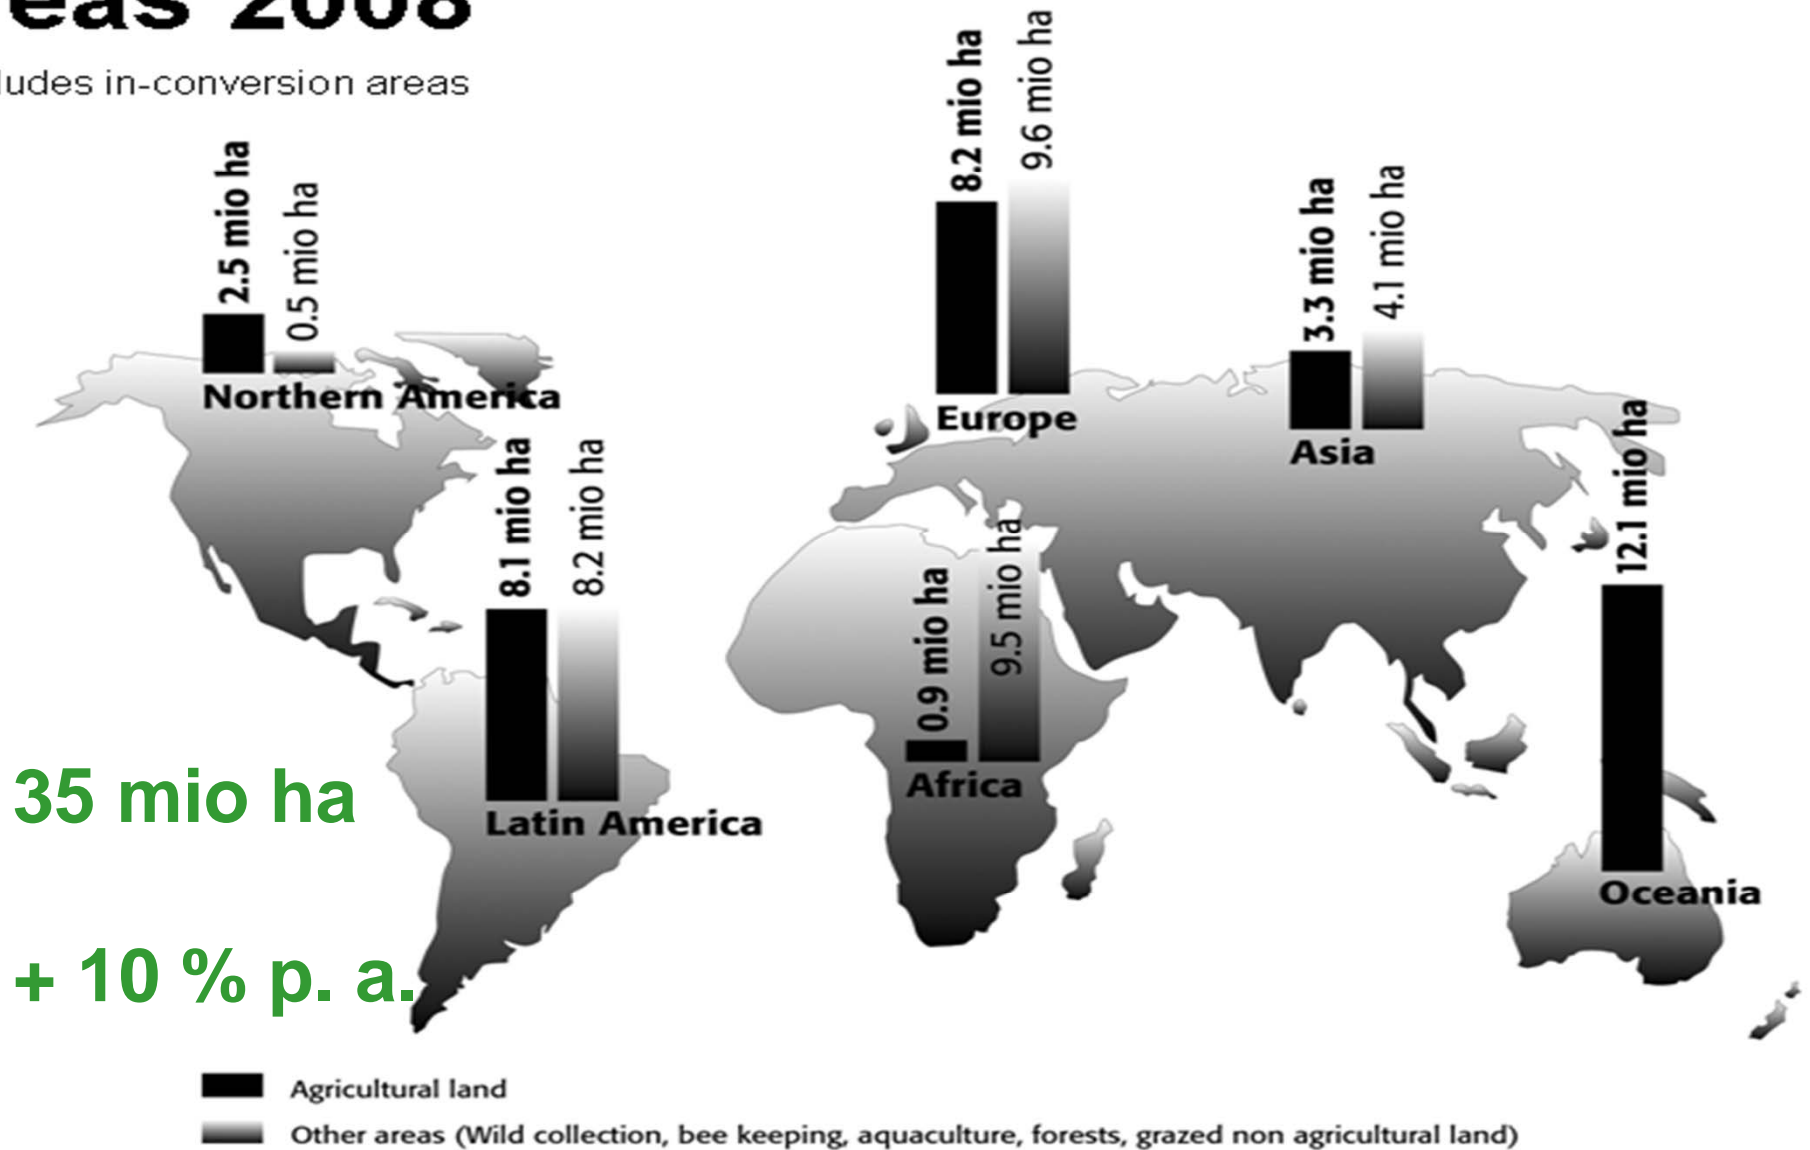 eas 2008
ludes in-conversion areas
2.5 mio ha
0.5 mio ha
Northern America
8.2 mio ha
9.6 mio ha
Europe
3.3 mio ha
4.1 mio ha
Asia
8.1 mio ha
8.2 mio ha
Latin America
0.9 mio ha
9.5 mio ha
Africa
12.1 mio ha
Oceania
35 mio ha
+ 10 % p. a.
Agricultural land
Other areas (Wild collection, bee keeping, aquaculture, forests, grazed non agricultural land)